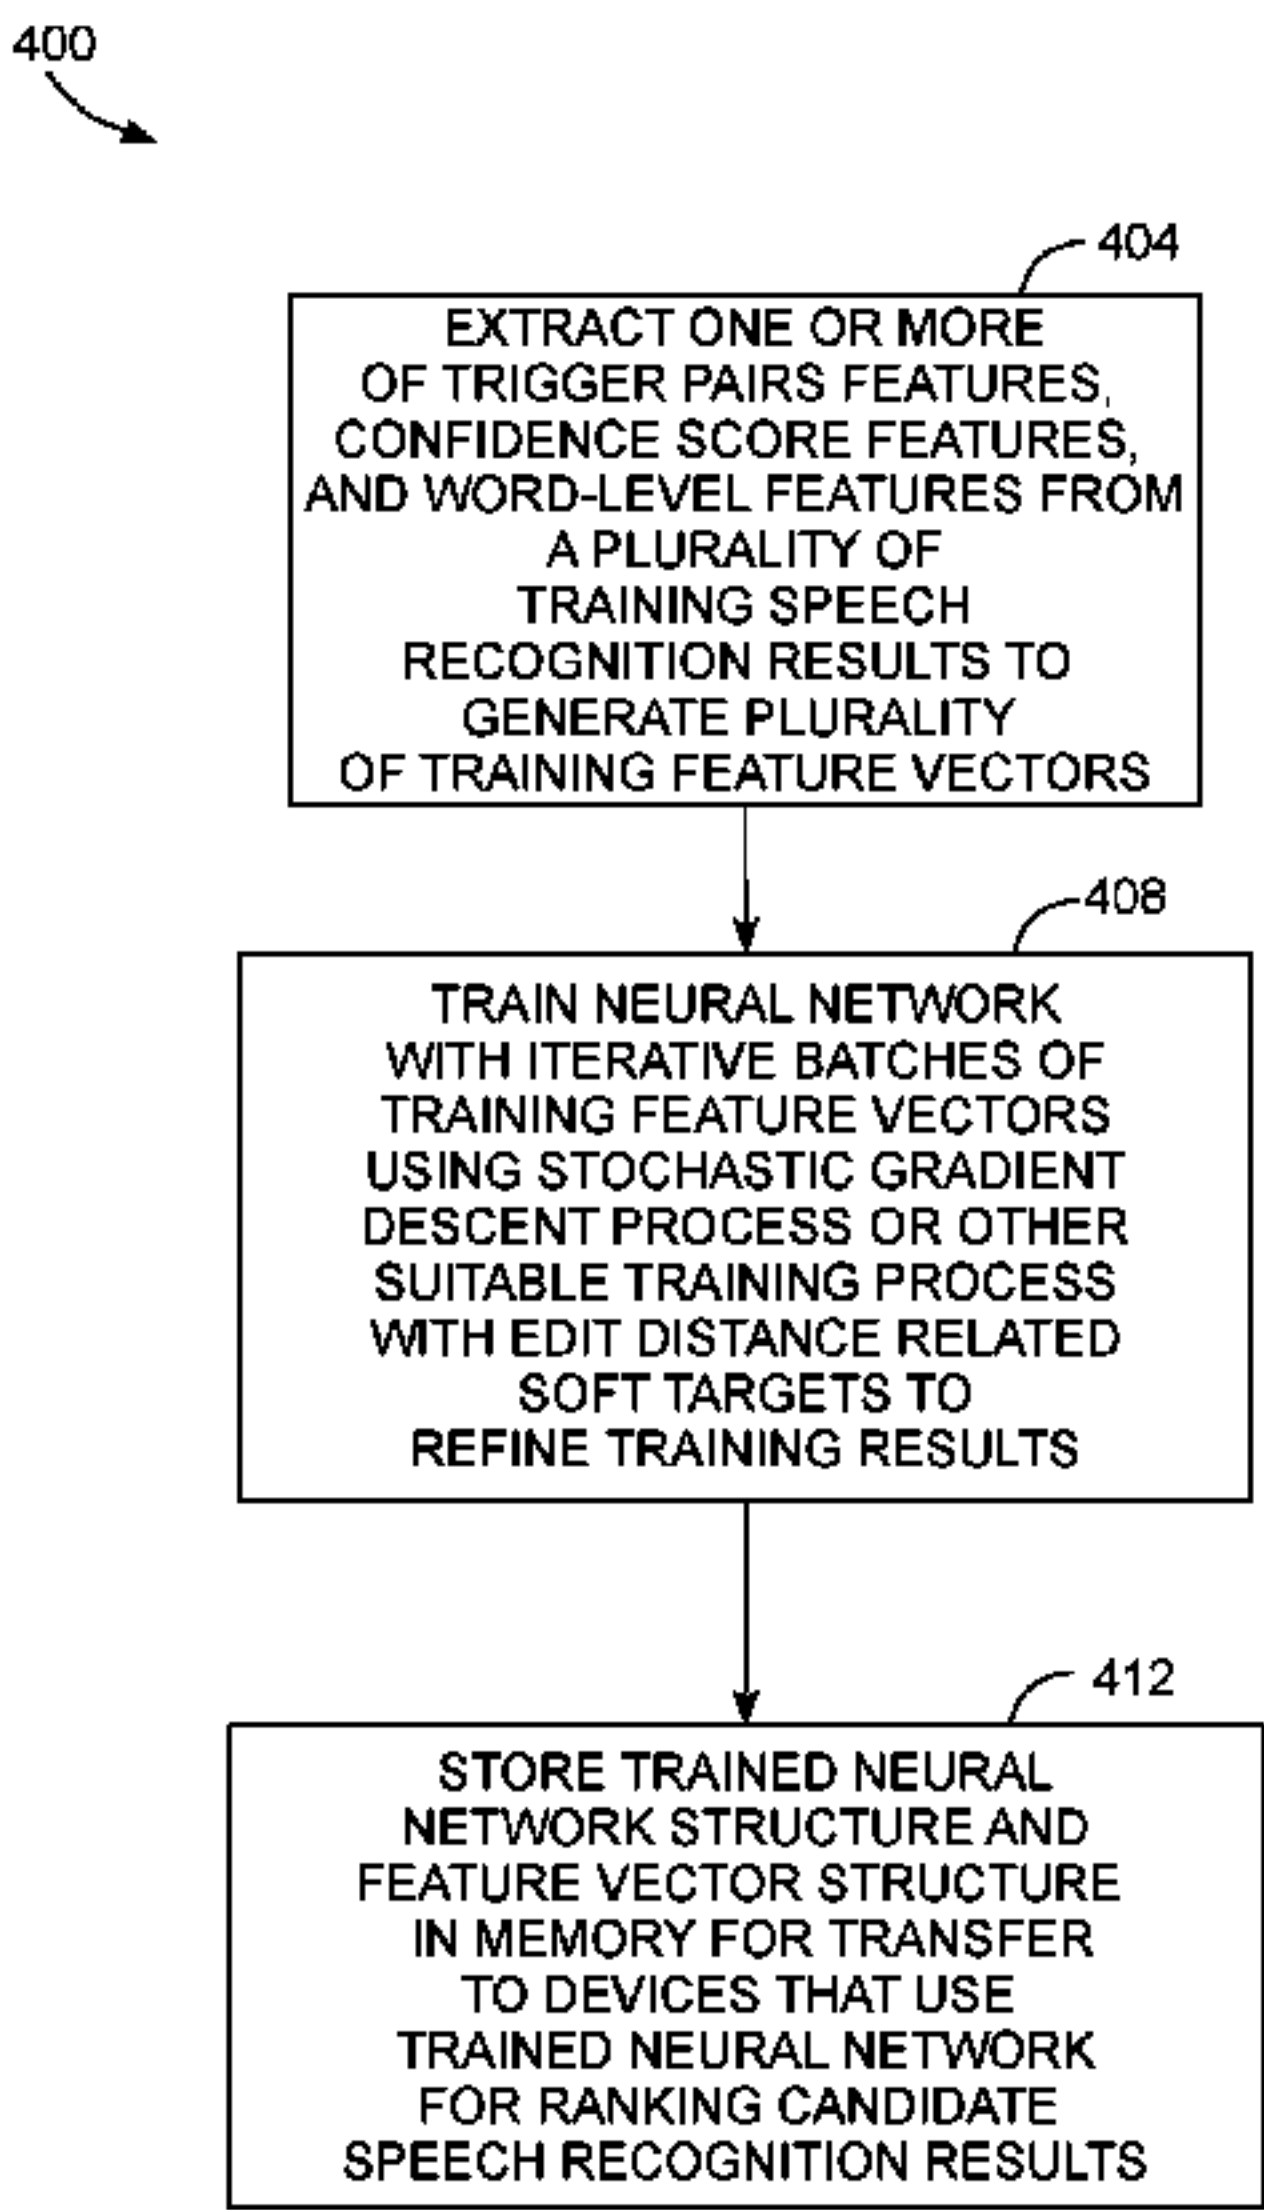 400
404
EXTRACT ONE OR MORE
OF TRIGGER PAIRS FEATURES,
CONFIDENCE SCORE FEATURES,
AND WORD-LEVEL FEATURES FROM
A PLURALITY OF
TRAINING SPEECH
RECOGNITION RESULTS TO
GENERATE PLURALITY
OF TRAINING FEATURE VECTORS
408
TRAIN NEURAL NETWORK
WITH ITERATIVE BATCHES OF
TRAINING FEATURE VECTORS
USING STOCHASTIC GRADIENT
DESCENT PROCESS OR OTHER
SUITABLE TRAINING PROCESS
WITH EDIT DISTANCE RELATED
SOFT TARGETS TO
REFINE TRAINING RESULTS
412
STORE TRAINED NEURAL
NETWORK STRUCTURE AND
FEATURE VECTOR STRUCTURE
IN MEMORY FOR TRANSFER
TO DEVICES THAT USE
TRAINED NEURAL NETWORK
FOR RANKING CANDIDATE
SPEECH RECOGNITION RESULTS